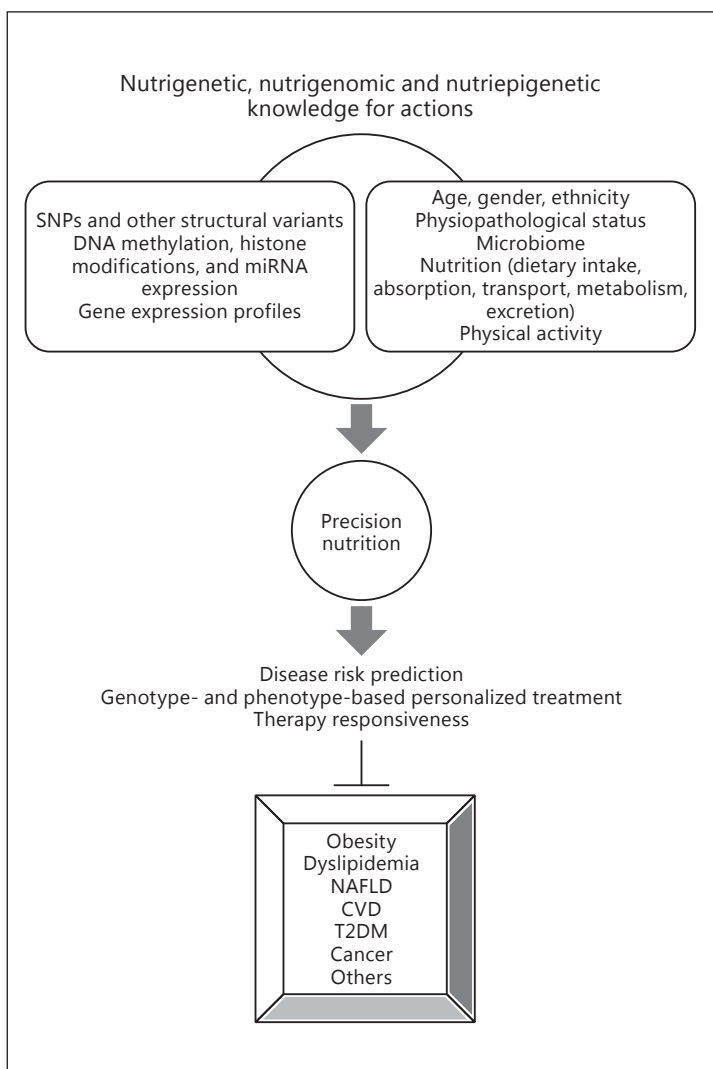 Nutrigenetic, nutrigenomic and nutriepigenetic
knowledge for actions
SNPs and other structural variants
DNA methylation, histone
modifications, and miRNA
expression
Gene expression profiles
Age, gender, ethnicity
Physiopathological status
Microbiome
Nutrition (dietary intake,
absorption, transport, metabolism,
excretion)
Physical activity
Precision
nutrition
Disease risk prediction
Genotype- and phenotype-based personalized treatment
Therapy responsiveness
Obesity
Dyslipidemia
NAFLD
CVD
T2DM
Cancer
Others